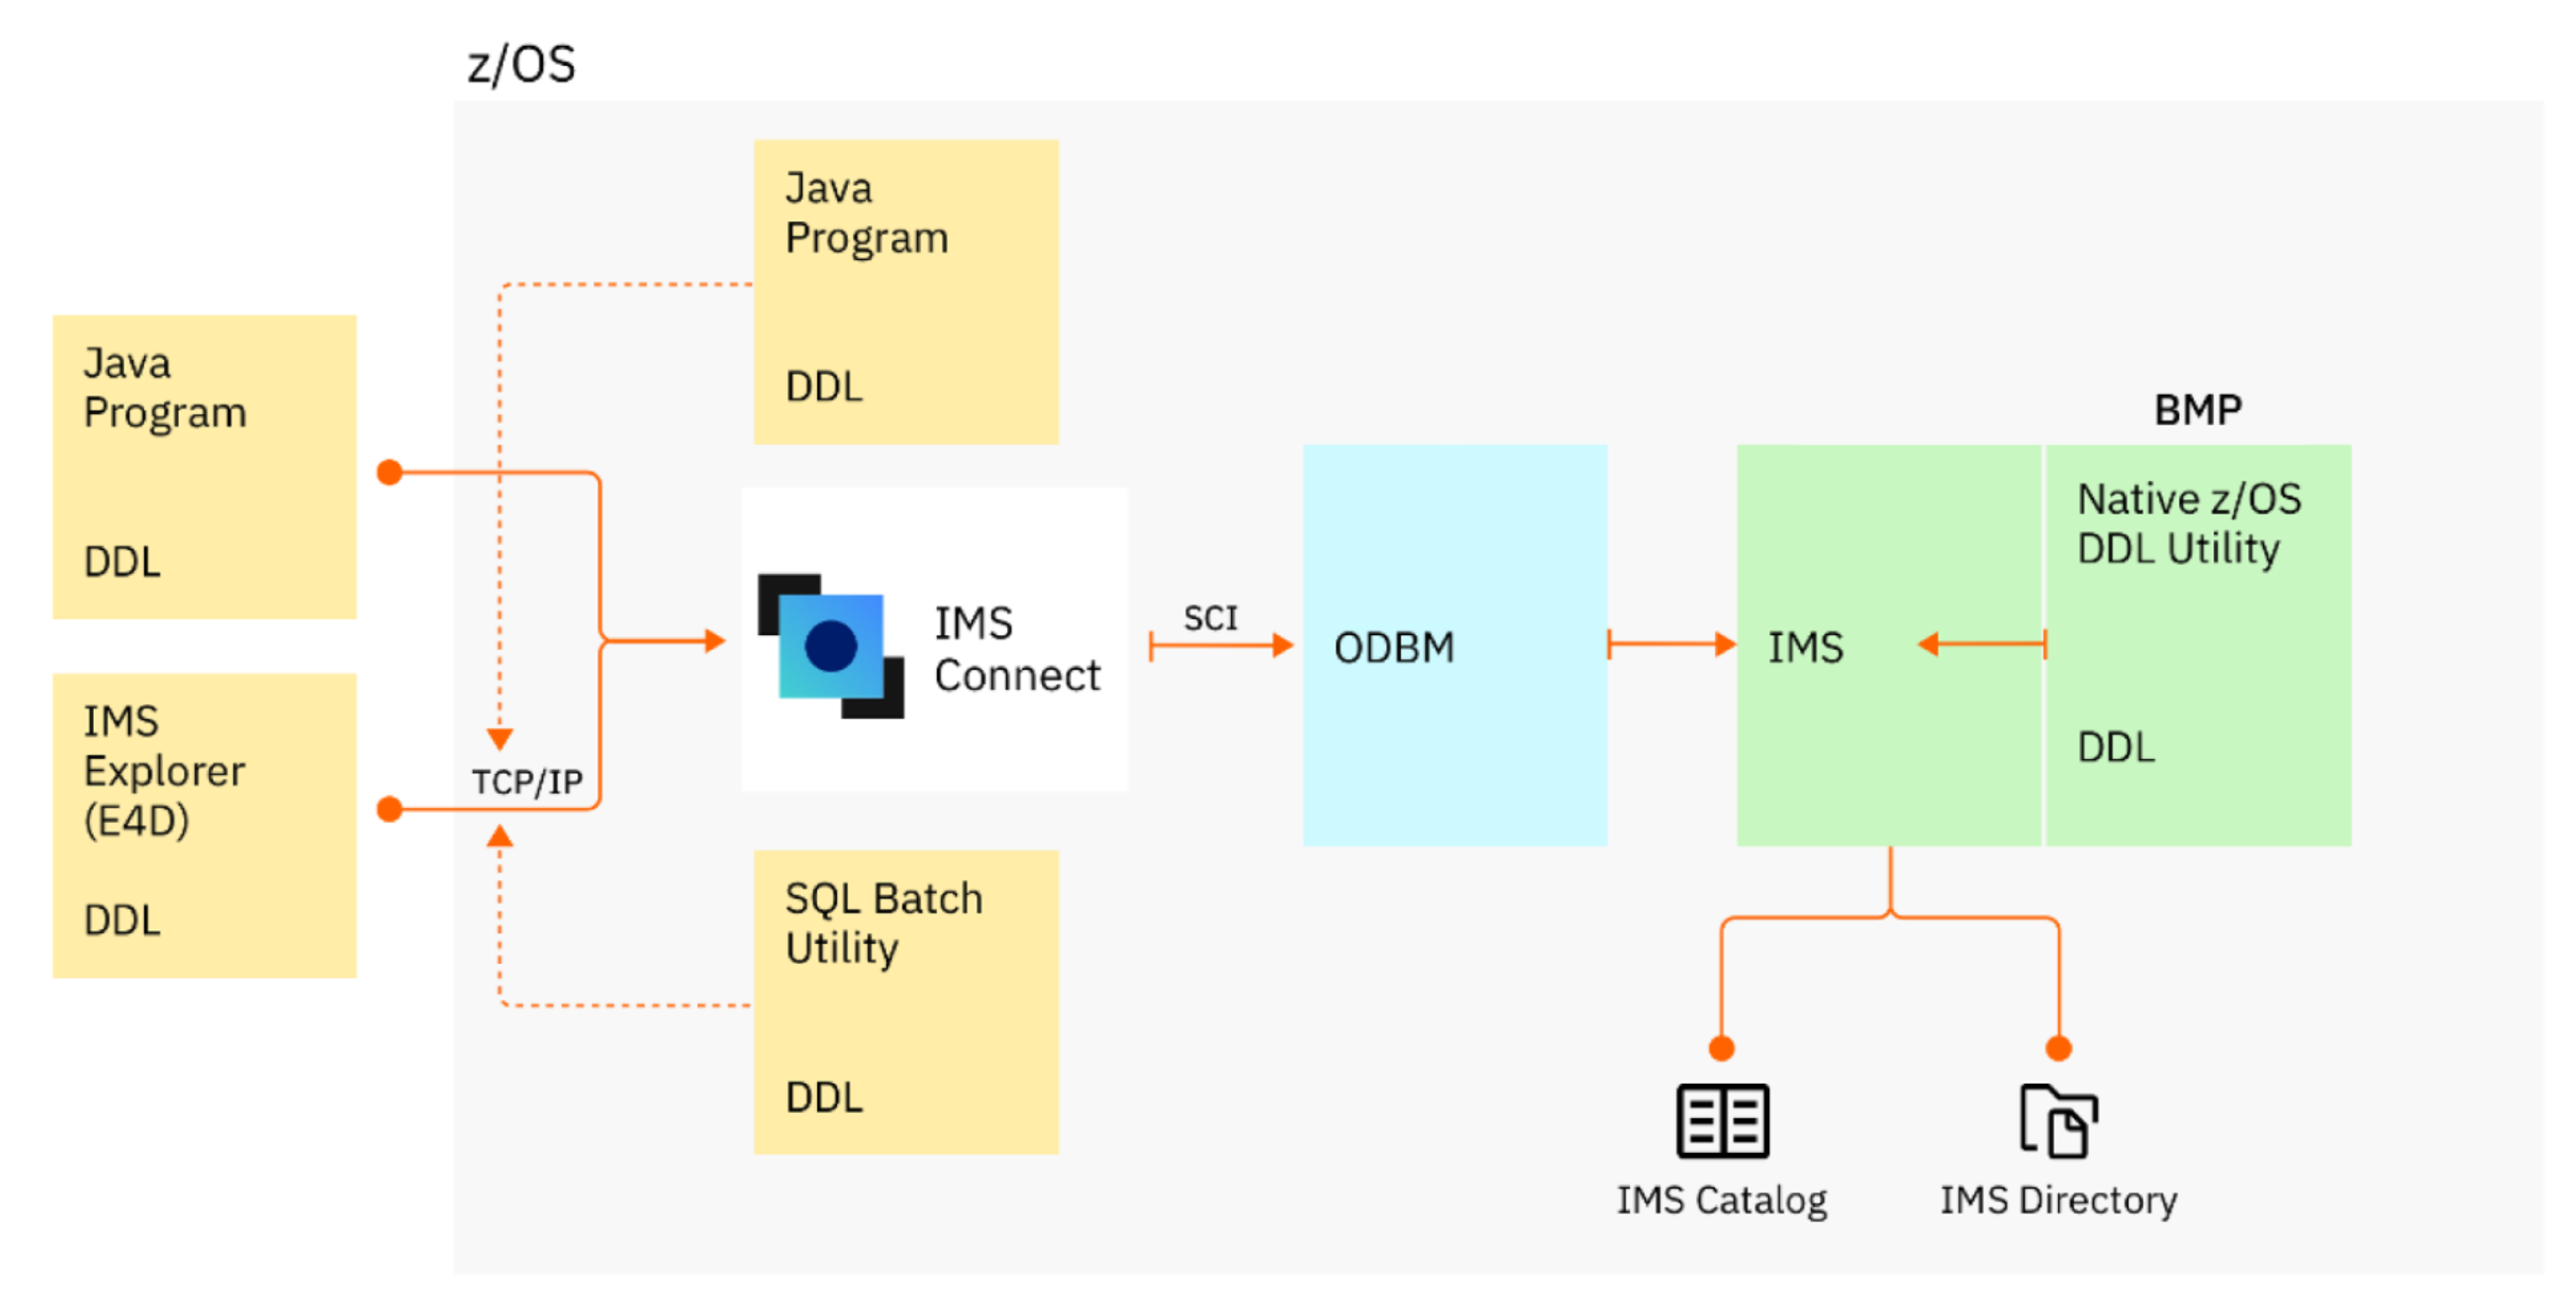 z/OS
Java
Program
DDL
Java
Program
DDL
IMS
Explorer
(E4D)
DDL
TCP/IP
IMS
Connect
SQL Batch
Utility
DDL
SCI
ODBM
IMS
BMP
Native z/OS
DDL Utility
DDL
IMS Catalog
IMS Directory